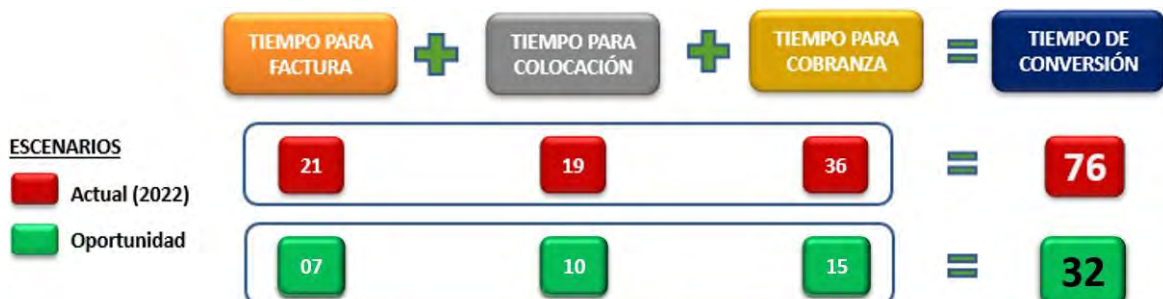 TIEMPO PARA
FACTURA
TIEMPO PARA
COLOCACIÓN
TIEMPO PARA
COBRANZA
TIEMPO DE
CONVERSIÓN
ESCENARIOS
Actual (2022)
21
19
36
76
Oportunidad
07
10
15
32